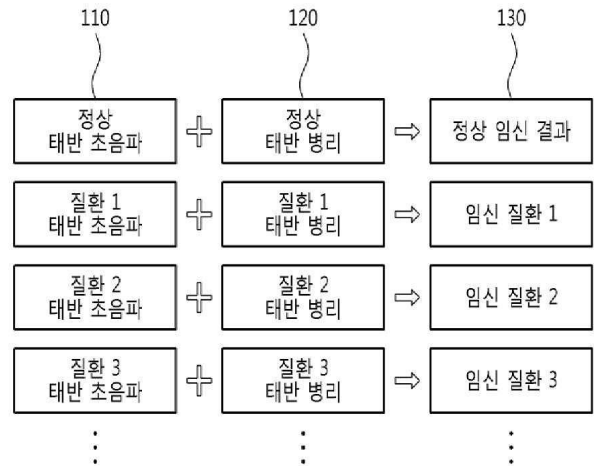 110 120 130
정상 정상
태반 초음파 태반 병리 정상 임신 결과
질환 1 질환 1
태반 초음파 태반 병리 임신 질환 1
질환 2 질환 2
태반 초음파 태반 병리 임신 질환 2
질환 3 질환 3
태반 초음파 태반 병리 임신 질환 3